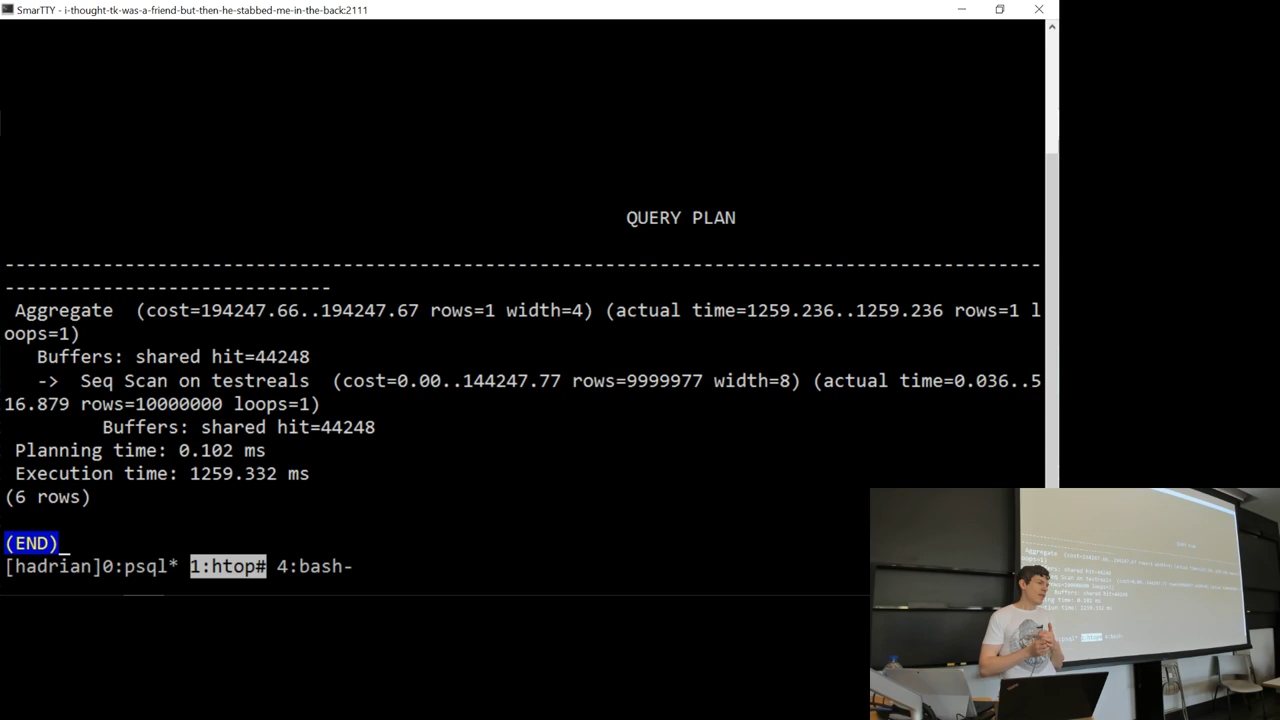 SmarTTY - i-thought-tk-was-a-friend-but-then-he-stabbed-me-in-the-back:2111
QUERY PLAN
-----------------------------------------------------------------------------------------------
------------------------------
Aggregate  (cost=194247.66..194247.67 rows=1 width=4) (actual time=1259.236..1259.236 rows=1 l
oops=1)
Buffers: shared hit=44248
->  Seq Scan on testreals  (cost=0.00..144247.77 rows=9999977 width=8) (actual time=0.036..5
16.879 rows=10000000 loops=1)
Buffers: shared hit=44248
Planning time: 0.102 ms
Execution time: 1259.332 ms
(6 rows)
(END)_
[hadrian]0:psql* 1:htop# 4:bash-